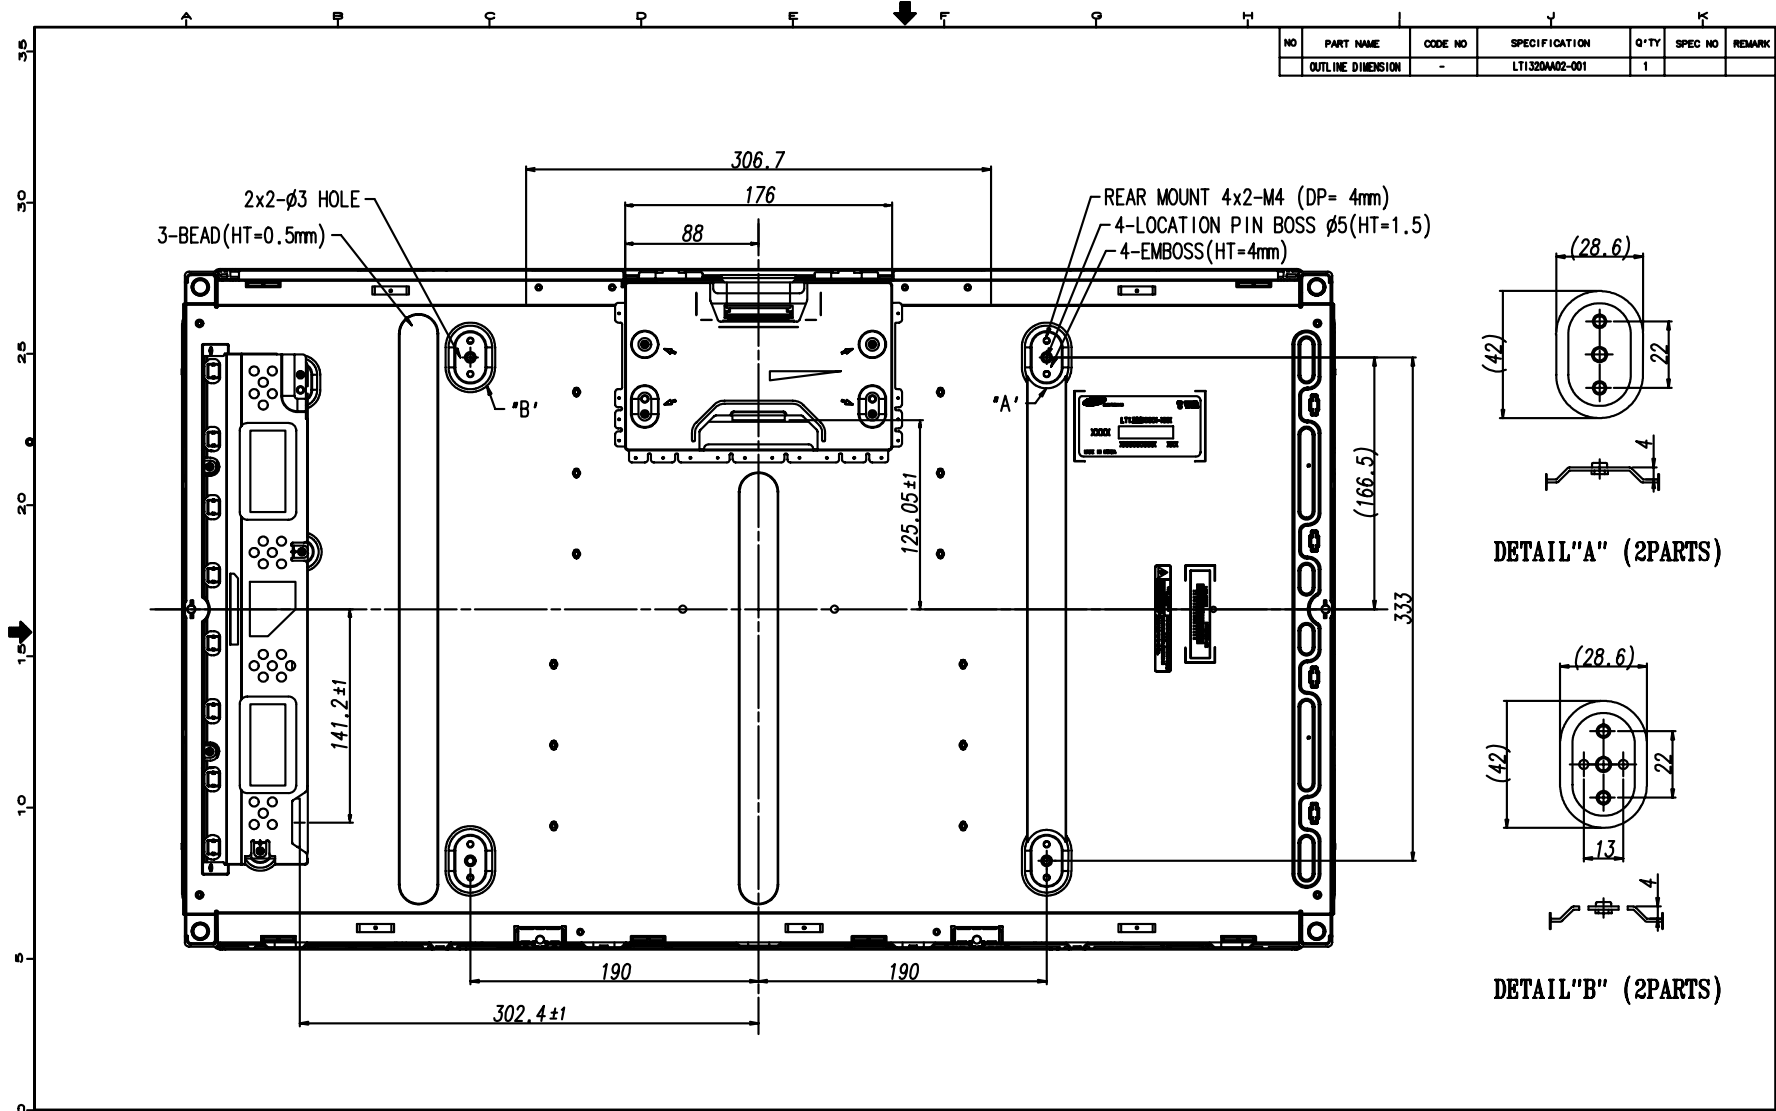 A B C D E F G H I J K
35
30
25
20
15
10
5
0
NO PART NAME CODE NO SPECIFICATION Q'TY SPEC NO REMARK
OUTLINE DIMENSION - LTI320AA02-001 1
306.7
176
88
2x2-ϕ3 HOLE
3-BEAD(HT=0.5mm)
REAR MOUNT 4x2-M4 (DP= 4mm)
4-LOCATION PIN BOSS ϕ5(HT=1.5)
4-EMBOSS(HT=4mm)
"B'
"A'
XXXX
125.05±1
(166.5)
333
141.2±1
190
190
302.4±1
(28.6)
(42)
22
4
DETAIL"A" (2PARTS)
(28.6)
(42)
22
13
4
DETAIL"B" (2PARTS)